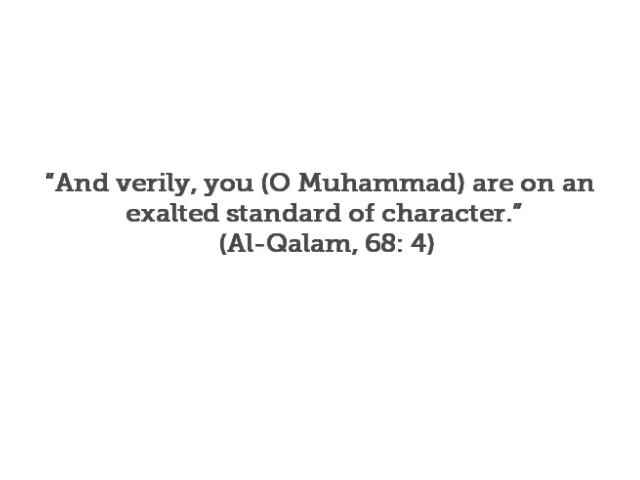 "And verily, you (O Muhammad) are on an
exalted standard of character."
(Al-Qalam, 68: 4)